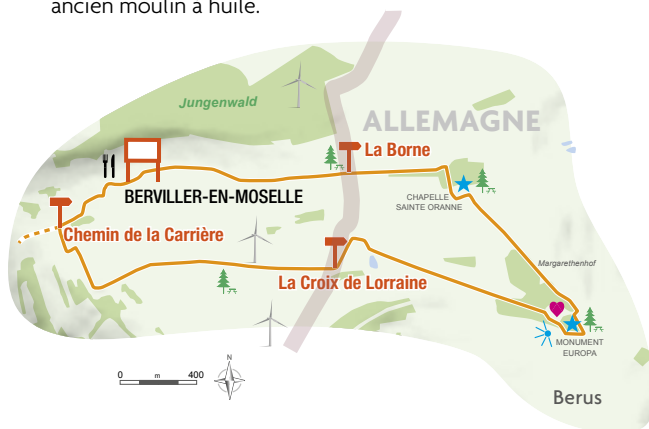 ancien moulin à huile.
Jungenwald
ALLEMAGNE
La Borne
BERVILLER-EN-MOSELLE
CHAPELLE
SAINTE ORANNE
Chemin de la Carrière
Margarethenhof
La Croix de Lorraine
MONUMENT
EUROPA
N
0 m 400
Berus